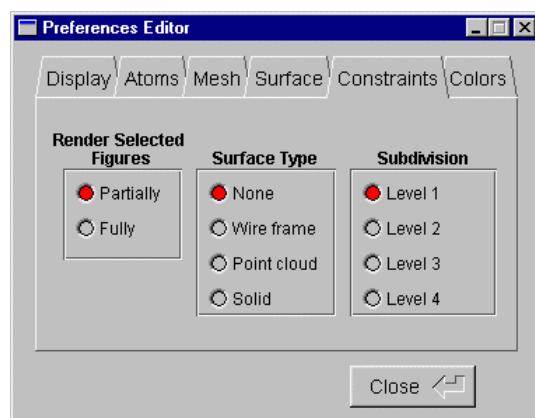 Preferences Editor
Display Atoms Mesh Surface Constraints Colors
Render Selected
Figures
Partially
Fully
Surface Type
None
Wire frame
Point cloud
Solid
Subdivision
Level 1
Level 2
Level 3
Level 4
Close